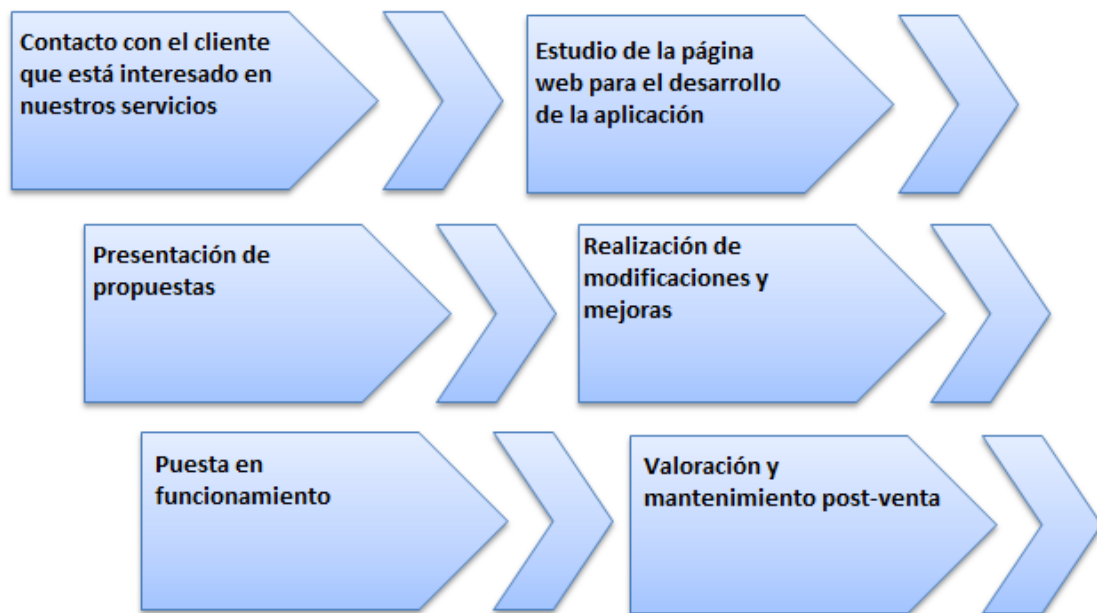 Contacto con el cliente
que está interesado en
nuestros servicios
Estudio de la página
web para el desarrollo
de la aplicación
Presentación de
propuestas
Realización de
modificaciones y
mejoras
Puesta en
funcionamiento
Valoración y
mantenimiento post-venta